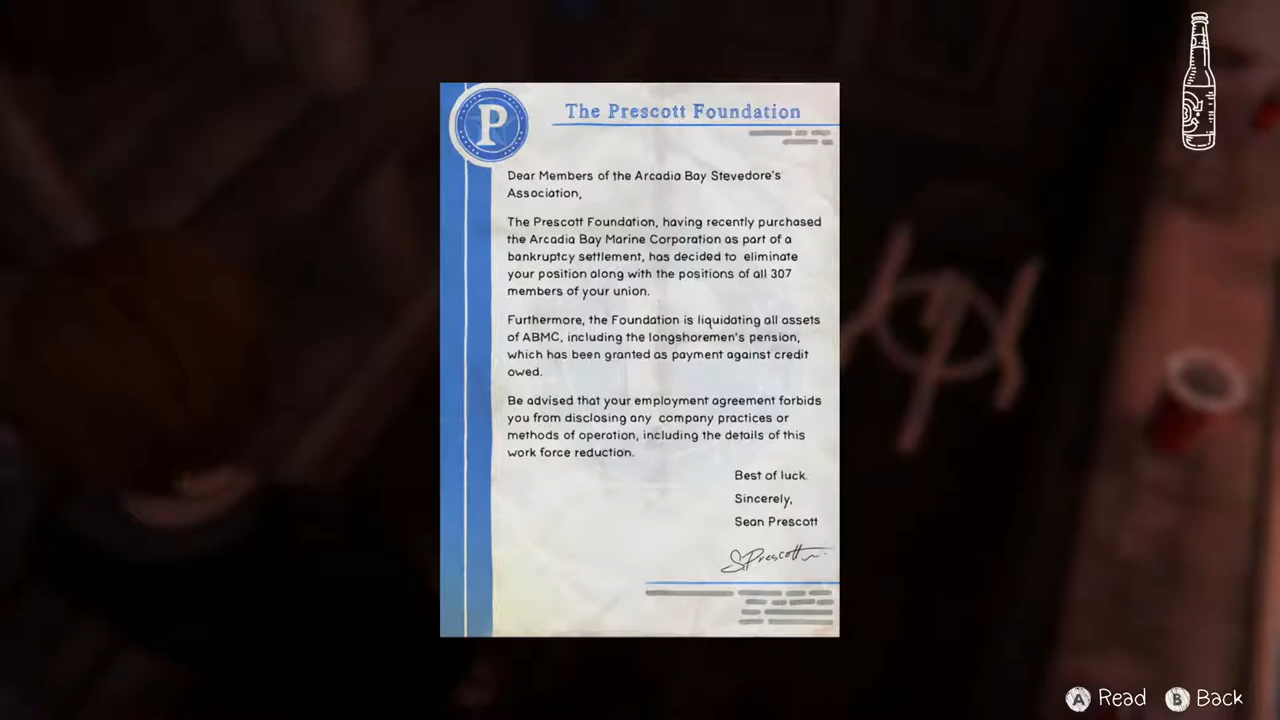 P
The Prescott Foundation
Dear Members of the Arcadia Bay Stevedore's
Association,
The Prescott Foundation, having recently purchased
the Arcadia Bay Marine Corporation as part of a
bankruptcy settlement, has decided to eliminate
your position along with the positions of all 307
members of your union.
Furthermore, the Foundation is liquidating all assets
of ABMC, including the longshoremen's pension,
which has been granted as payment against credit
owed.
Be advised that your employment agreement forbids
you from disclosing any company practices or
methods of operation, including the details of this
work force reduction.
Best of luck.
Sincerely,
Sean Prescott
S.Prescott
A Read B Back